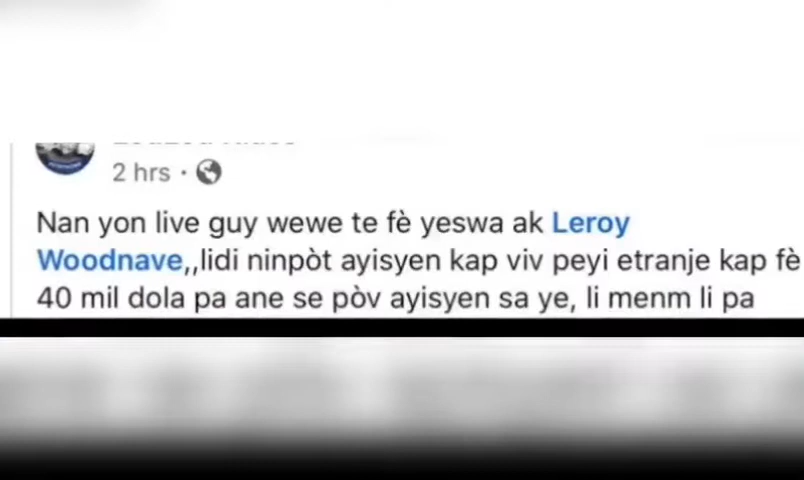 2 hrs ·
Nan yon live guy wewe te fè yeswa ak Leroy
Woodnave,,lidi ninpòt ayisyen kap viv peyi etranje kap fè
40 mil dola pa ane se pòv ayisyen sa ye, li menm li pa